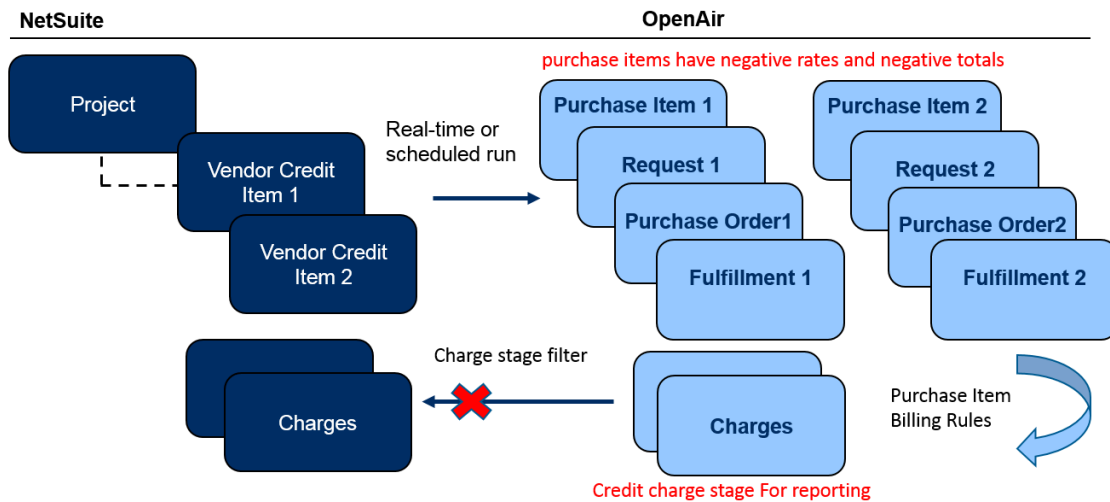 NetSuite
OpenAir
purchase items have negative rates and negative totals
Project
Vendor Credit
Item 1
Vendor Credit
Item 2
Real-time or
scheduled run
Purchase Item 1
Request 1
Purchase Order1
Fulfillment 1
Purchase Item 2
Request 2
Purchase Order2
Fulfillment 2
Charges
Charge stage filter
Charges
Purchase Item
Billing Rules
Credit charge stage For reporting